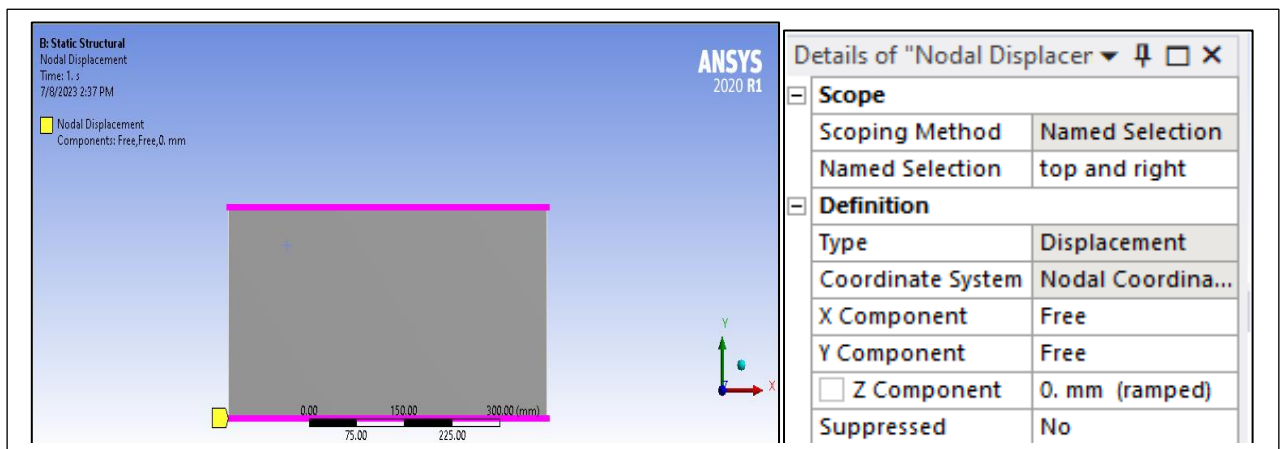 B: Static Structural
Nodal Displacement
Time: 1. s
7/8/2023 2:37 PM
Nodal Displacement
Components: Free,Free,0. mm
ANSYS
2020 R1
Y
X
Z
0.00 150.00 300.00 (mm)
75.00 225.00
Details of "Nodal Displacer
Scope
Scoping Method Named Selection
Named Selection top and right
Definition
Type Displacement
Coordinate System Nodal Coordina...
X Component Free
Y Component Free
Z Component 0. mm (ramped)
Suppressed No